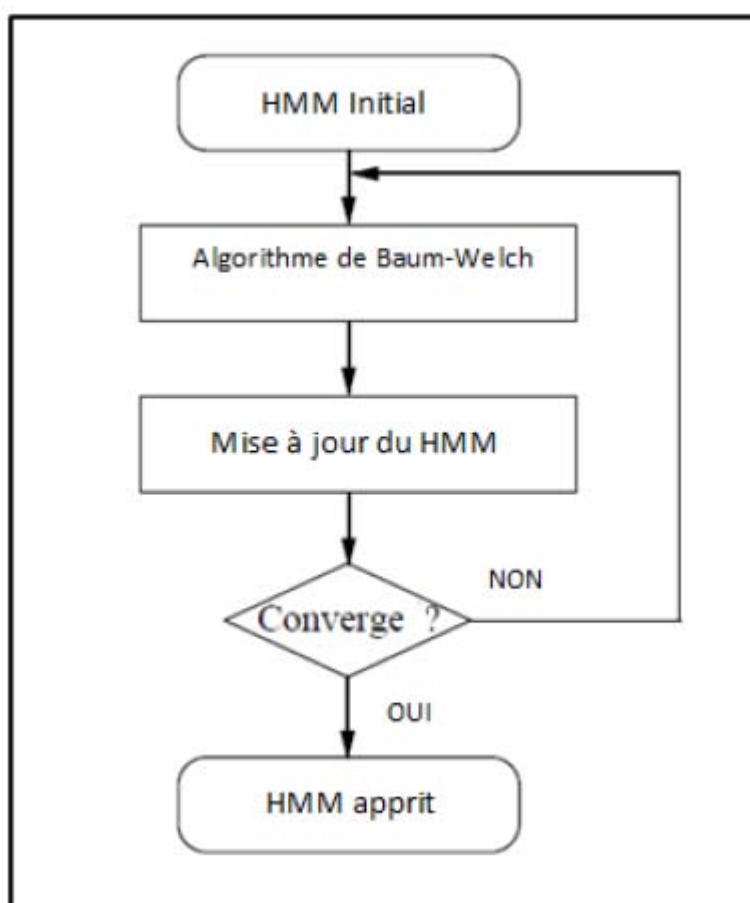 HMM Initial
Algorithme de Baum-Welch
Mise à jour du HMM
Converge ?
NON
OUI
HMM apprit